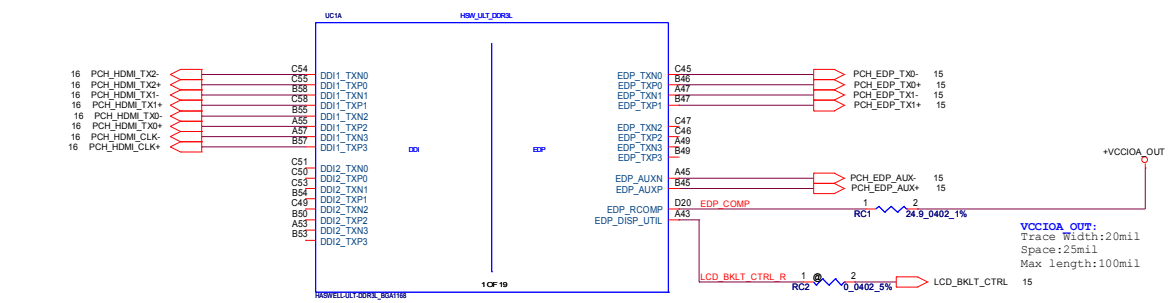 UC1A HSW_ULT_DDR3L
16 PCH_HDMI_TX2- C54 DDI1_TXN0 EDP_TXN0 C45 PCH_EDP_TX0- 15
16 PCH_HDMI_TX2+ C55 DDI1_TXP0 EDP_TXP0 B46 PCH_EDP_TX0+ 15
16 PCH_HDMI_TX1- B58 DDI1_TXN1 EDP_TXN1 A47 PCH_EDP_TX1- 15
16 PCH_HDMI_TX1+ C58 DDI1_TXP1 EDP_TXP1 B47 PCH_EDP_TX1+ 15
16 PCH_HDMI_TX0- B55 DDI1_TXN2
16 PCH_HDMI_TX0+ A55 DDI1_TXP2 EDP_TXN2 C47
16 PCH_HDMI_CLK- A57 DDI1_TXN3 EDP_TXP2 C46
16 PCH_HDMI_CLK+ B57 DDI1_TXP3 EDP_TXN3 A49
EDP_TXP3 B49
DDI EDP
+VCCIOA_OUT
C51 DDI2_TXN0
C50 DDI2_TXP0 EDP_AUXN A45 PCH_EDP_AUX- 15
C53 DDI2_TXN1 EDP_AUXP B45 PCH_EDP_AUX+ 15
B54 DDI2_TXP1
C49 DDI2_TXN2 EDP_RCOMP D20 EDP_COMP 1 2
B50 DDI2_TXP2 EDP_DISP_UTIL A43 RC1 24.9_0402_1%
A53 DDI2_TXN3
B53 DDI2_TXP3
VCCIOA_OUT:
Trace Width:20mil
Space:25mil
Max length:100mil
LCD_BKLT_CTRL_R 1 @ 2 LCD_BKLT_CTRL 15
RC2 0_0402_5%
1 OF 19
HASWELL-ULT-DDR3L_BGA1168